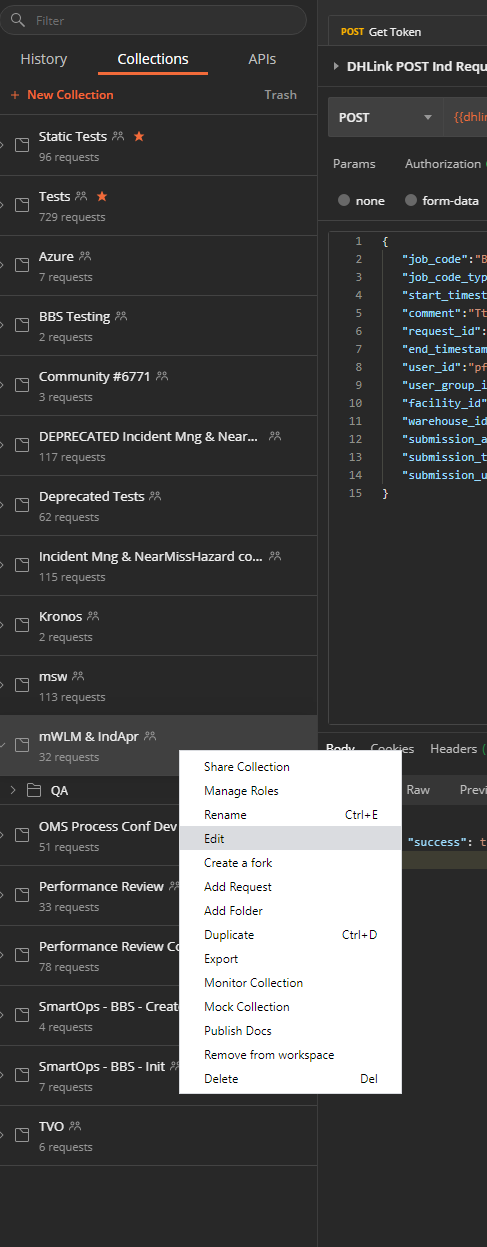 Filter
History
Collections
APIs
+ New Collection
Trash
Static Tests
96 requests
Tests
729 requests
Azure
7 requests
BBS Testing
2 requests
Community #6771
3 requests
DEPRECATED Incident Mng & Near...
117 requests
Deprecated Tests
62 requests
Incident Mng & NearMissHazard co...
115 requests
Kronos
2 requests
msw
113 requests
mWLM & IndApr
32 requests
QA
OMS Process Conf Dev
51 requests
Performance Review
33 requests
Performance Review Co
78 requests
SmartOps - BBS - Create
4 requests
SmartOps - BBS - Init
7 requests
TVO
6 requests
Share Collection
Manage Roles
Rename Ctrl+E
Edit
Create a fork
Add Request
Add Folder
Duplicate Ctrl+D
Export
Monitor Collection
Mock Collection
Publish Docs
Remove from workspace
Delete Del
POST Get Token
DHLink POST Ind Requ
POST {{dhlin
Params Authorization
none form-data
1 {
2 "job_code":"B
3 "job_code_typ
4 "start_timest
5 "comment":"Tt
6 "request_id":
7 "end_timestam
8 "user_id":"pf
9 "user_group_i
10 "facility_id"
11 "warehouse_id
12 "submission_a
13 "submission_t
14 "submission_u
15 }
Body Cookies Headers (
Raw Previ
"success": t